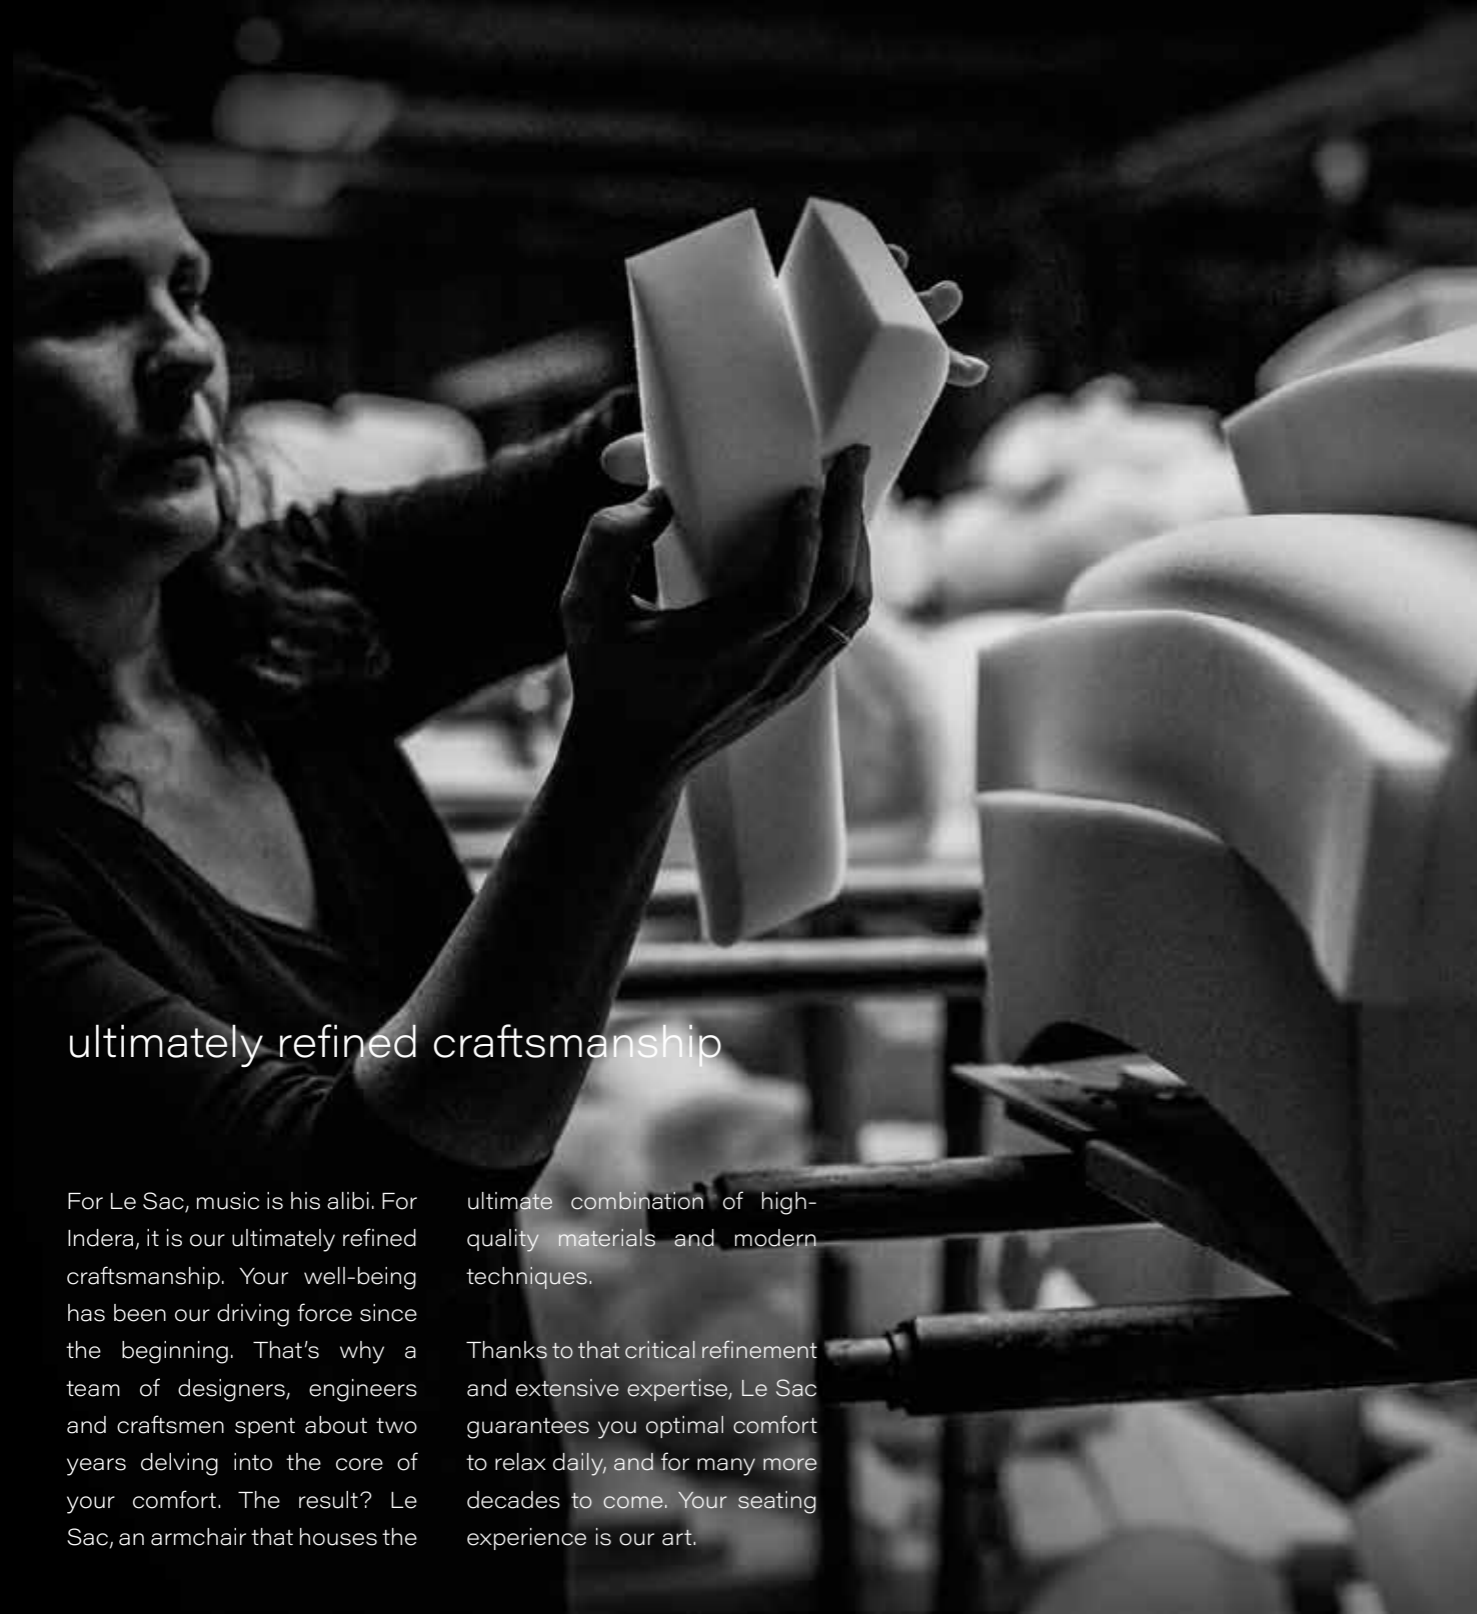 ultimately refined craftsmanship
For Le Sac, music is his alibi. For
Indera, it is our ultimately refined
craftsmanship. Your well-being
has been our driving force since
the beginning. That's why a
team of designers, engineers
and craftsmen spent about two
years delving into the core of
your comfort. The result? Le
Sac, an armchair that houses the
ultimate combination of high-
quality materials and modern
techniques.
Thanks to that critical refinement
and extensive expertise, Le Sac
guarantees you optimal comfort
to relax daily, and for many more
decades to come. Your seating
experience is our art.